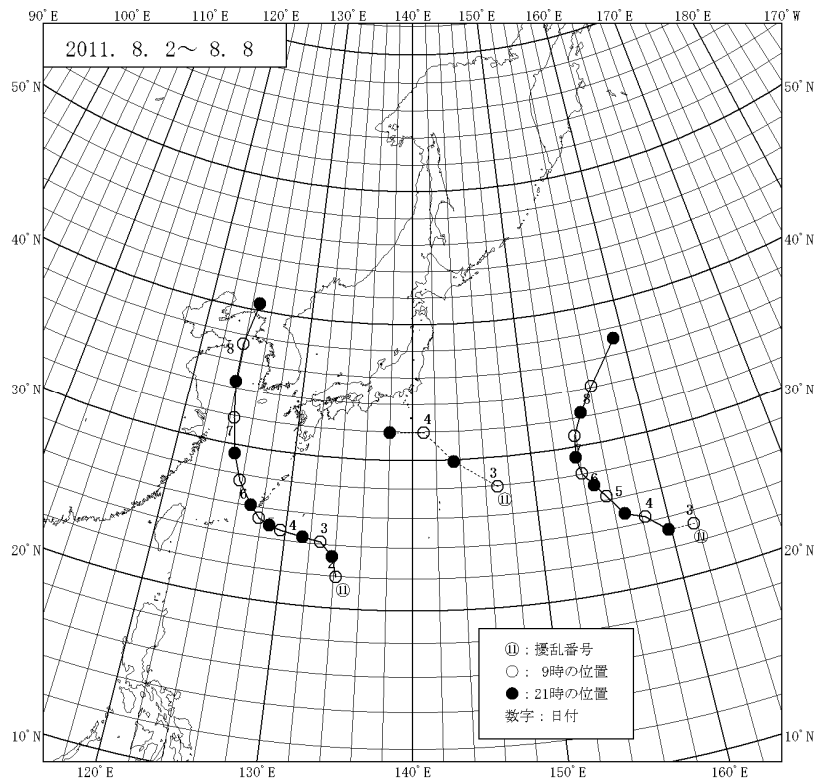 90° E 100° E 110° E 120° E 130° E 140° E 150° E 160° E 170° E 180° E 170° W
2011. 8. 2～ 8. 8
50° N 50° N
40° N 40° N
8
30° N 8 30° N
4
7 7
3
6 6
5
5 4 3 4 3
⑪ ⑪
20° N 2 20° N
⑪
⑪ : 擾乱番号
○ : 9時の位置
● : 21時の位置
数字 : 日付
10° N 10° N
120° E 130° E 140° E 150° E 160° E